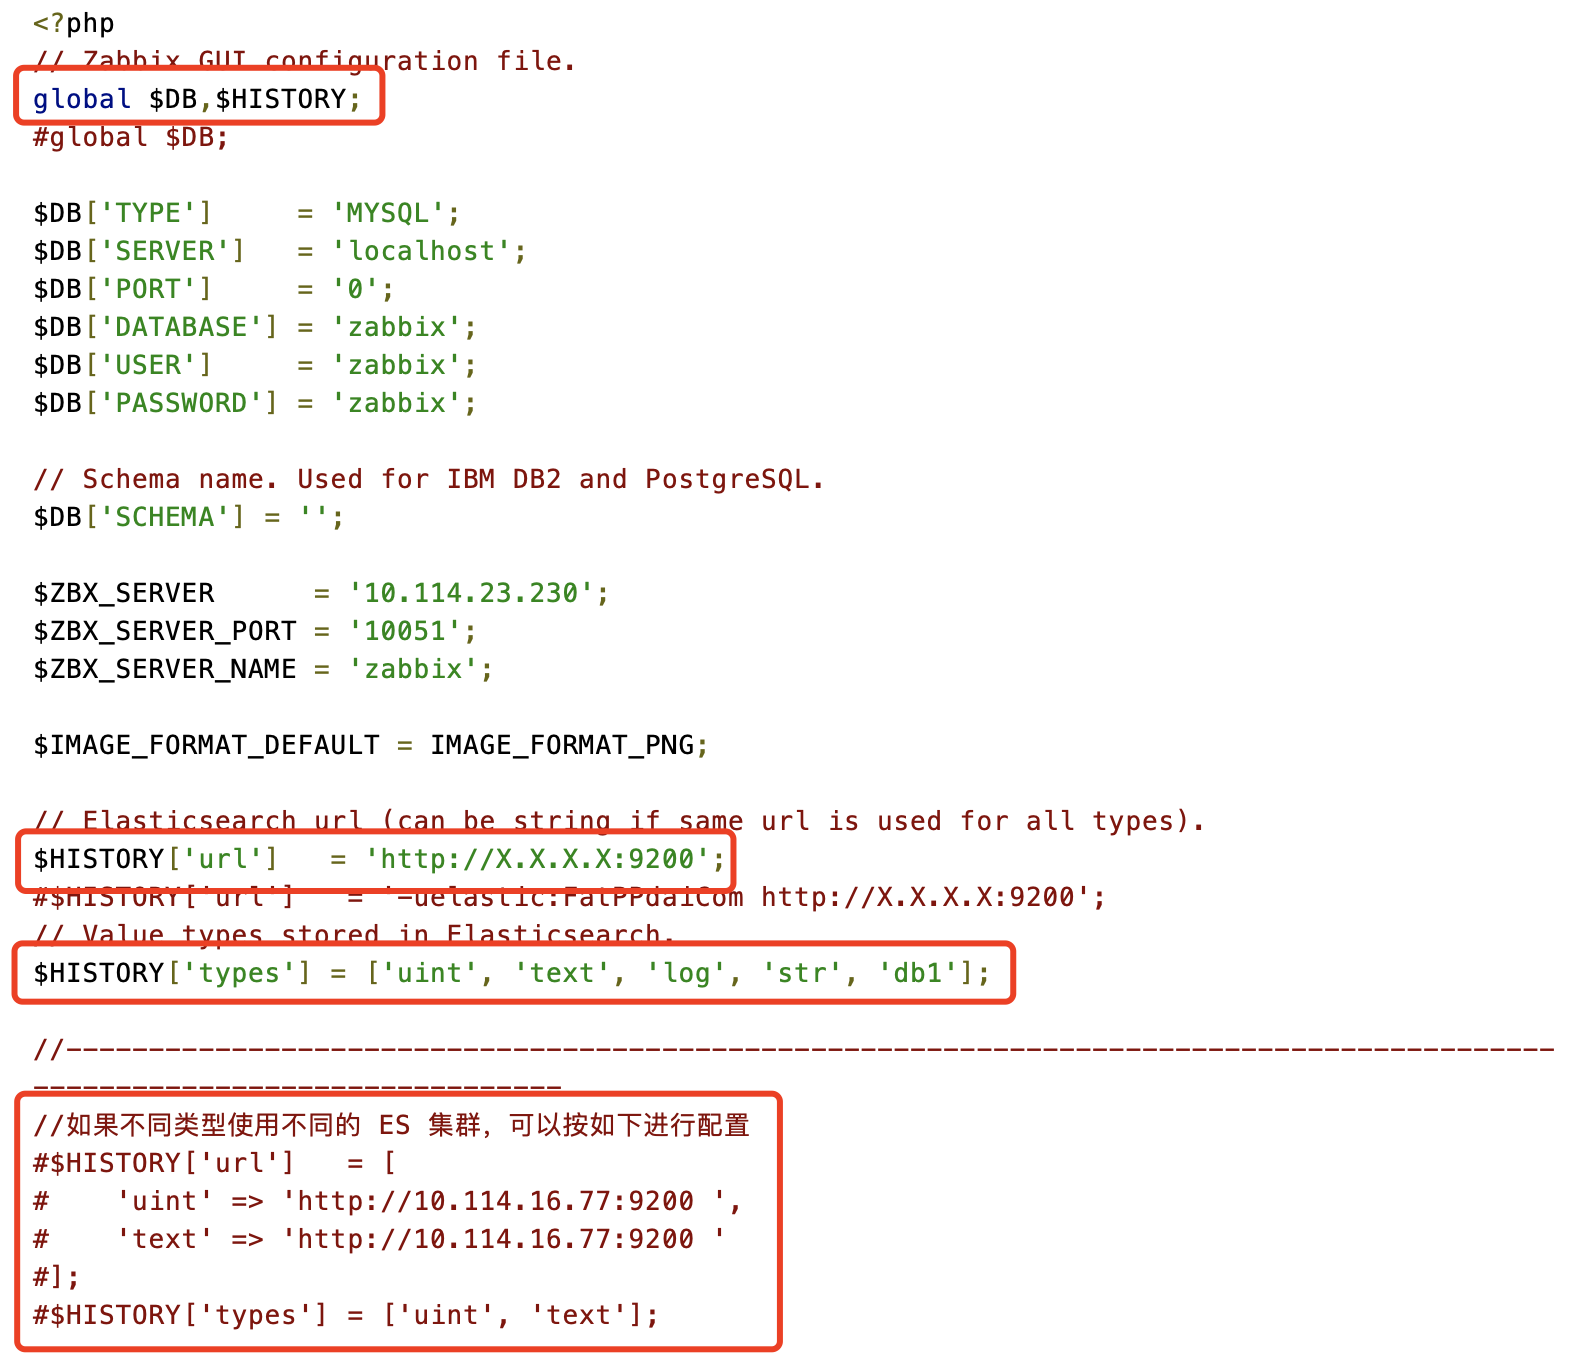 <?php
// Zabbix GUI configuration file.
global $DB,$HISTORY;
#global $DB;
$DB['TYPE']     = 'MYSQL';
$DB['SERVER']   = 'localhost';
$DB['PORT']     = '0';
$DB['DATABASE'] = 'zabbix';
$DB['USER']     = 'zabbix';
$DB['PASSWORD'] = 'zabbix';
// Schema name. Used for IBM DB2 and PostgreSQL.
$DB['SCHEMA'] = '';
$ZBX_SERVER      = '10.114.23.230';
$ZBX_SERVER_PORT = '10051';
$ZBX_SERVER_NAME = 'zabbix';
$IMAGE_FORMAT_DEFAULT = IMAGE_FORMAT_PNG;
// Elasticsearch url (can be string if same url is used for all types).
$HISTORY['url']   = 'http://X.X.X.X:9200';
#$HISTORY['url']   = '-uelastic:FatPPdaiCom http://X.X.X.X:9200';
// Value types stored in Elasticsearch.
$HISTORY['types'] = ['uint', 'text', 'log', 'str', 'db1'];
//------------------------------------------------------------------------------------------
--------------------------------
//如果不同类型使用不同的 ES 集群，可以按如下进行配置
#$HISTORY['url']   = [
#    'uint' => 'http://10.114.16.77:9200 ',
#    'text' => 'http://10.114.16.77:9200 '
#];
#$HISTORY['types'] = ['uint', 'text'];